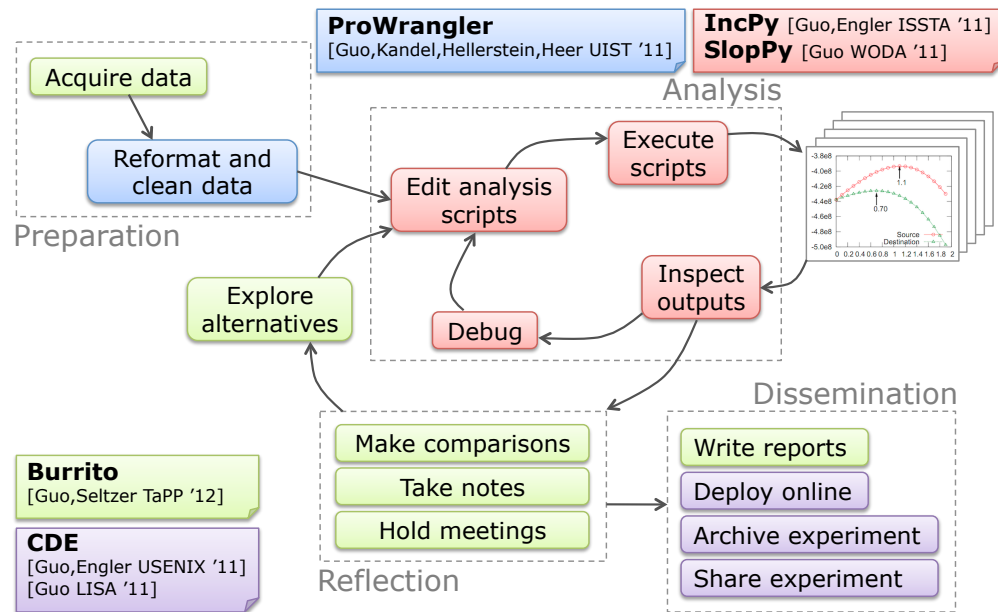 ProWrangler
[Guo,Kandel,Hellerstein,Heer UIST '11]
IncPy [Guo,Engler ISSTA '11]
SlopPy [Guo WODA '11]
Acquire data
Reformat and
clean data
Preparation
Analysis
Edit analysis
scripts
Execute
scripts
-3.8e8
-4.0e8
-4.2e8
-4.4e8
-4.6e8
-4.8e8
-5.0e8
1.1
0.70
Source
Destination
0 0.2 0.4 0.6 0.8 1 1.2 1.4 1.6 1.8 2
Inspect
outputs
Debug
Explore
alternatives
Make comparisons
Take notes
Hold meetings
Reflection
Dissemination
Write reports
Deploy online
Archive experiment
Share experiment
Burrito
[Guo,Seltzer TaPP '12]
CDE
[Guo,Engler USENIX '11]
[Guo LISA '11]